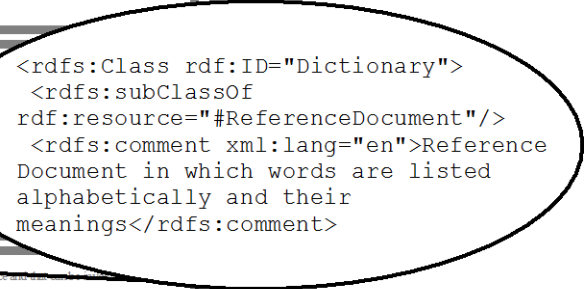 <rdfs:Class rdf:ID="Dictionary">
<rdfs:subClassOf
rdf:resource="#ReferenceDocument"/>
<rdfs:comment xml:lang="en">Reference
Document in which words are listed
alphabetically and their
meanings</rdfs:comment>